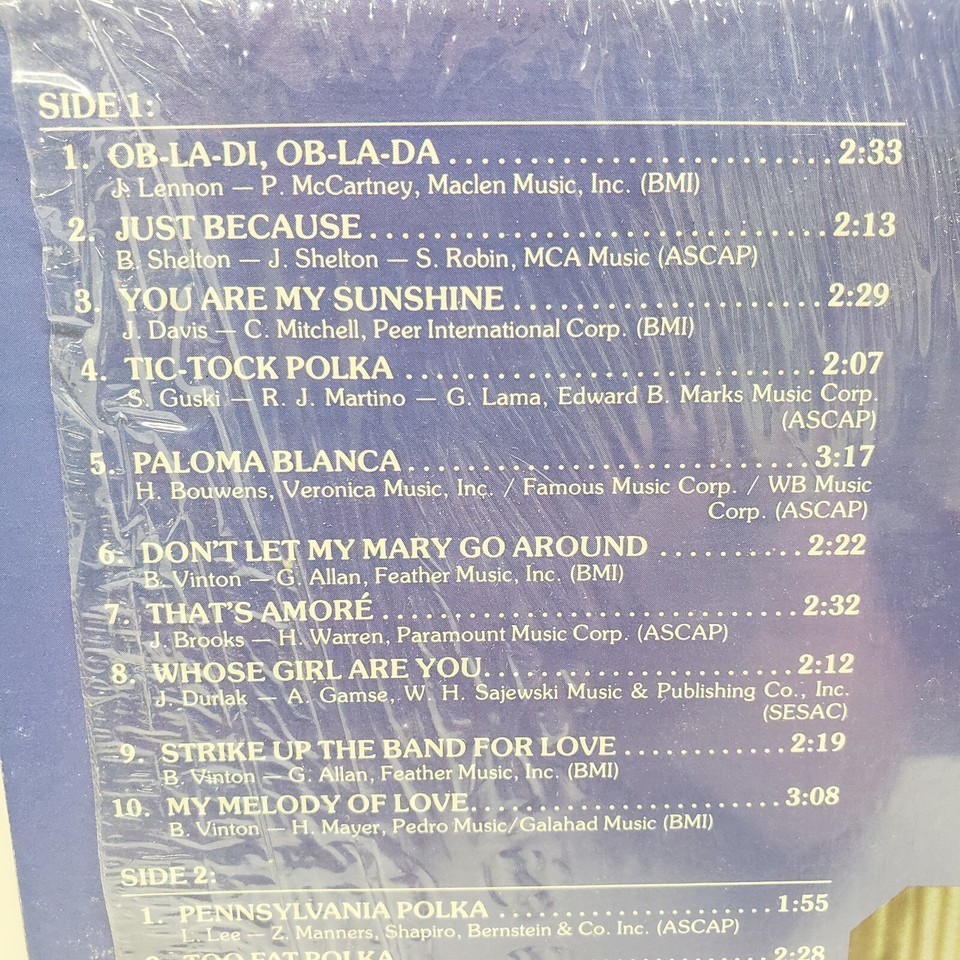 SIDE 1:
1. OB-LA-DI, OB-LA-DA ........................ 2:33
J. Lennon — P. McCartney, Maclen Music, Inc. (BMI)
2. JUST BECAUSE ............................. 2:13
B. Shelton — J. Shelton — S. Robin, MCA Music (ASCAP)
3. YOU ARE MY SUNSHINE ..................... 2:29
J. Davis — C. Mitchell, Peer International Corp. (BMI)
4. TIC-TOCK POLKA ............................ 2:07
S. Guski — R. J. Martino — G. Lama, Edward B. Marks Music Corp.
(ASCAP)
5. PALOMA BLANCA ............................ 3:17
H. Bouwens, Veronica Music, Inc. / Famous Music Corp. / WB Music
Corp. (ASCAP)
6. DON'T LET MY MARY GO AROUND .......... 2:22
B. Vinton — G. Allan, Feather Music, Inc. (BMI)
7. THAT'S AMORÉ .............................. 2:32
J. Brooks — H. Warren, Paramount Music Corp. (ASCAP)
8. WHOSE GIRL ARE YOU ....................... 2:12
J. Durlak — A. Gamse, W. H. Sajewski Music & Publishing Co., Inc.
(SESAC)
9. STRIKE UP THE BAND FOR LOVE ............ 2:19
B. Vinton — G. Allan, Feather Music, Inc. (BMI)
10. MY MELODY OF LOVE ....................... 3:08
B. Vinton — H. Mayer, Pedro Music/Galahad Music (BMI)
SIDE 2:
1. PENNSYLVANIA POLKA ..................... 1:55
L. Lee — Z. Manners, Shapiro, Bernstein & Co. Inc. (ASCAP)
2. TOO FAT POLKA ............................ 2:28